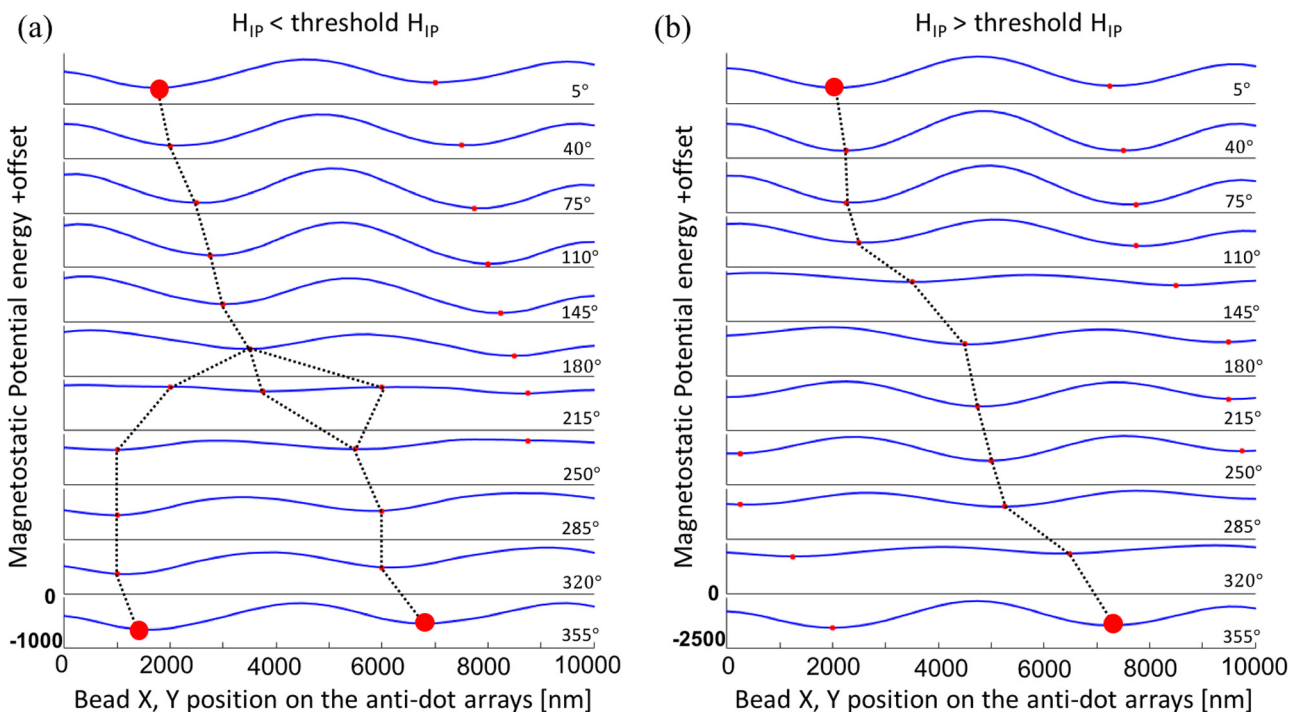 (a)
H_IP < threshold H_IP
Magnetostatic Potential energy +offset
5°
40°
75°
110°
145°
180°
215°
250°
285°
320°
355°
0
-1000
0 2000 4000 6000 8000 10000
Bead X, Y position on the anti-dot arrays [nm]
(b)
H_IP > threshold H_IP
Magnetostatic Potential energy +offset
5°
40°
75°
110°
145°
180°
215°
250°
285°
320°
355°
0
-2500
0 2000 4000 6000 8000 10000
Bead X, Y position on the anti-dot arrays [nm]